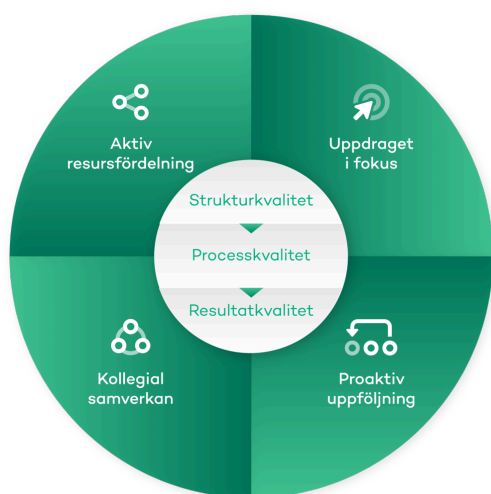 Aktiv
resursfördelning
Uppdraget
i fokus
Strukturkvalitet
Processkvalitet
Resultatkvalitet
Kollegial
samverkan
Proaktiv
uppföljning